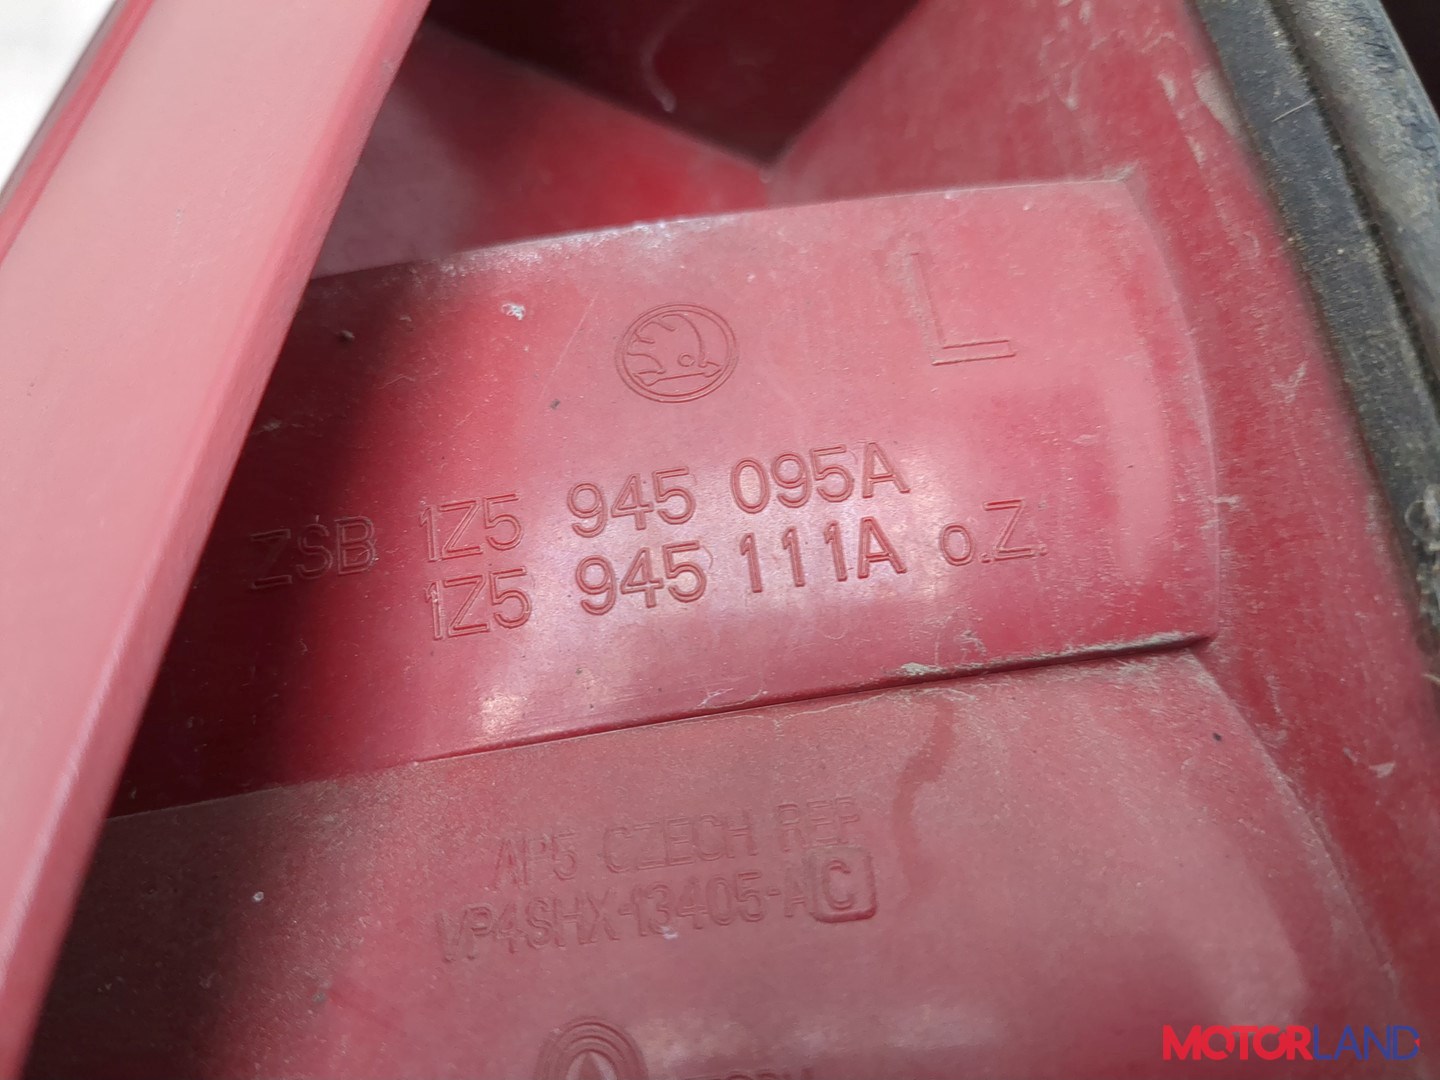 L
ZSB 1Z5 945 095A
1Z5 945 111A o.Z.
AP5 CZECH REP
VP4SHX-13405-AC
MOTORLAND